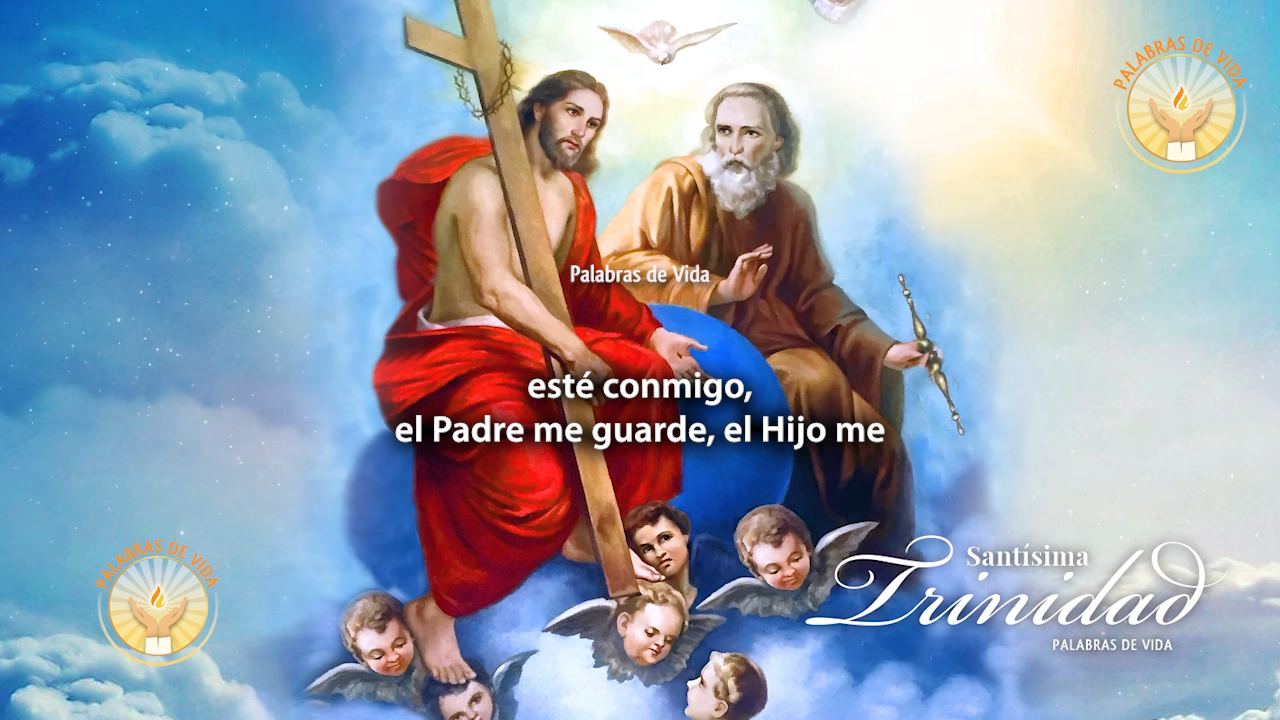 PALABRAS DE VIDA
Palabras de Vida
esté conmigo,
el Padre me guarde, el Hijo me
PALABRAS DE VIDA
Santísima
Trinidad
PALABRAS DE VIDA